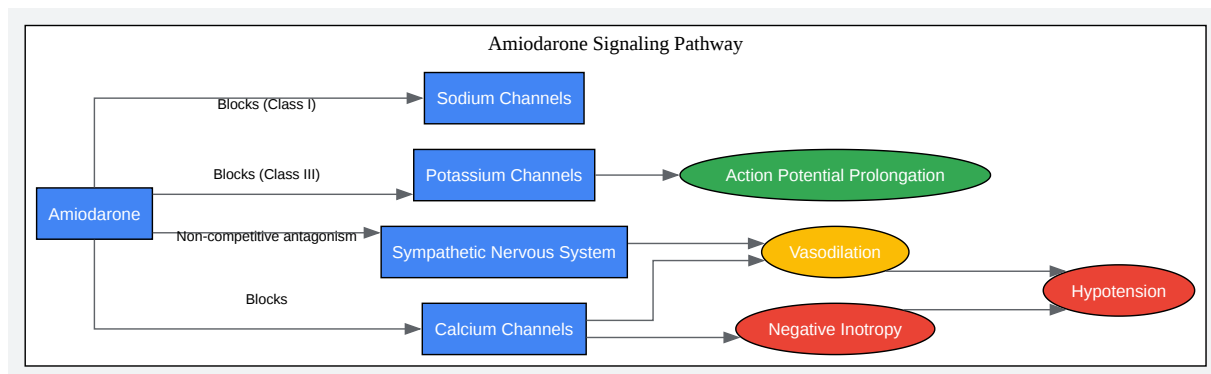 Amiodarone Signaling Pathway
Blocks (Class I)
Sodium Channels
Blocks (Class III)
Potassium Channels
Action Potential Prolongation
Amiodarone
Non-competitive antagonism
Sympathetic Nervous System
Vasodilation
Hypotension
Blocks
Calcium Channels
Negative Inotropy